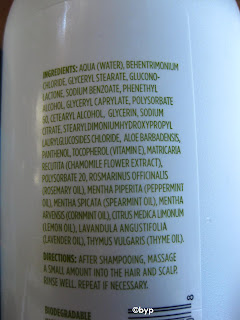 INGREDIENTS: AQUA (WATER), BEHENTRIMONIUM
CHLORIDE, GLYCERYL STEARATE, GLUCONO-
LACTONE, SODIUM BENZOATE, PHENETHYL
ALCOHOL, GLYCERYL CAPRYLATE, POLYSORBATE
60, CETEARYL ALCOHOL, GLYCERIN, SODIUM
CITRATE, STEARYLDIMONIUMHYDROXYPROPYL
LAURYLGLUCOSIDES CHLORIDE, ALOE BARBADENSIS,
PANTHENOL, TOCOPHEROL (VITAMIN E), MATRICARIA
RECUTITA (CHAMOMILE FLOWER EXTRACT),
POLYSORBATE 20, ROSMARINUS OFFICINALIS
(ROSEMARY OIL), MENTHA PIPERITA (PEPPERMINT
OIL), MENTHA SPICATA (SPEARMINT OIL), MENTHA
ARVENSIS (CORNMINT OIL), CITRUS MEDICA LIMONUM
(LEMON OIL), LAVANDULA ANGUSTIFOLIA
(LAVENDER OIL), THYMUS VULGARIS (THYME OIL).
DIRECTIONS: AFTER SHAMPOOING, MASSAGE
A SMALL AMOUNT INTO THE HAIR AND SCALP.
RINSE WELL. REPEAT IF NECESSARY.
BIODEGRADABLE
8
©byp